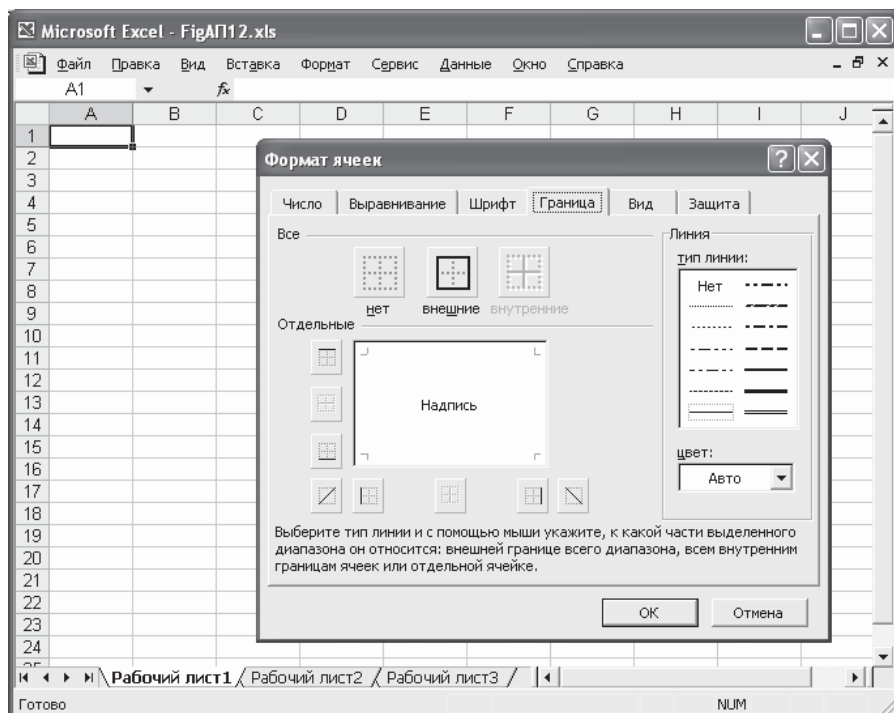 Microsoft Excel - FigАП12.xls
Файл Правка Вид Вставка Формат Сервис Данные Окно Справка
A1 fx
A B C D E F G H I J
1
2
3
4
5
6
7
8
9
10
11
12
13
14
15
16
17
18
19
20
21
22
23
24
Формат ячеек
Число Выравнивание Шрифт Граница Вид Защита
Все
нет внешние внутренние
Отдельные
Надпись
Линия
тип линии:
Нет
цвет:
Авто
Выберите тип линии и с помощью мыши укажите, к какой части выделенного
диапазона он относится: внешней границе всего диапазона, всем внутренним
границам ячеек или отдельной ячейке.
ОК Отмена
Рабочий лист1 Рабочий лист2 Рабочий лист3
Готово NUM